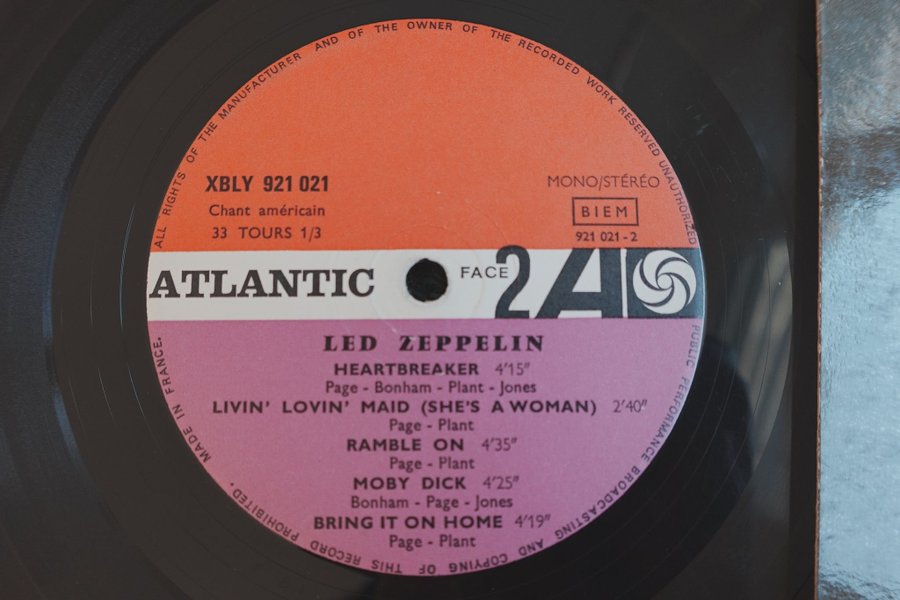 ALL RIGHTS OF THE MANUFACTURER AND OF THE OWNER OF THE RECORDED WORK RESERVED UNAUTHORIZED PUBLIC PERFORMANCE BROADCASTING AND COPYING OF THIS RECORD PROHIBITED.
MADE IN FRANCE.
XBLY 921 021
MONO/STÉRÉO
Chant américain
BIEM
33 TOURS 1/3
921 021-2
ATLANTIC
FACE 2 A
LED ZEPPELIN
HEARTBREAKER 4'15"
Page - Bonham - Plant - Jones
LIVIN' LOVIN' MAID (SHE'S A WOMAN) 2'40"
Page - Plant
RAMBLE ON 4'35"
Page - Plant
MOBY DICK 4'25"
Bonham - Page - Jones
BRING IT ON HOME 4'19"
Page - Plant